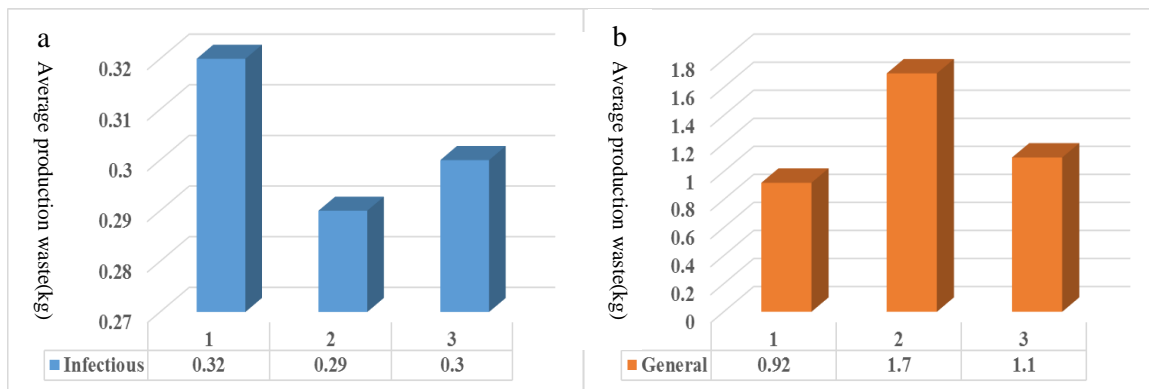 a
Average production waste(kg)
0.32
0.31
0.3
0.29
0.28
0.27
1 2 3
Infectious 0.32 0.29 0.3
b
Average production waste(kg)
1.8
1.6
1.4
1.2
1
0.8
0.6
0.4
0.2
0
1 2 3
General 0.92 1.7 1.1